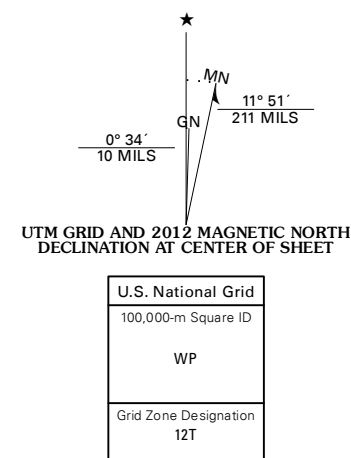 ★
MN
11° 51´
211 MILS
GN
0° 34´
10 MILS
UTM GRID AND 2012 MAGNETIC NORTH
DECLINATION AT CENTER OF SHEET
U.S. National Grid
100,000-m Square ID
WP
Grid Zone Designation
12T